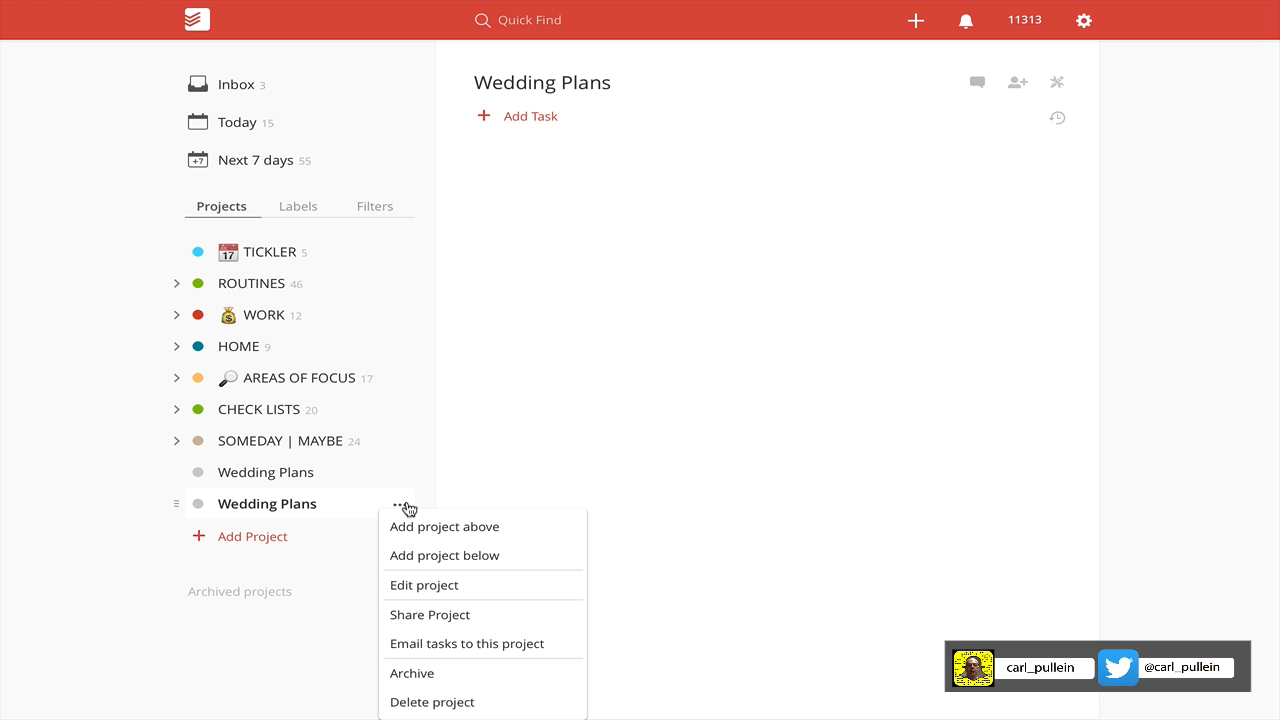 Quick Find
11313
Inbox 3
Today 15
+7 Next 7 days 55
Projects Labels Filters
17 TICKLER 5
ROUTINES 46
WORK 12
HOME 9
AREAS OF FOCUS 17
CHECK LISTS 20
SOMEDAY | MAYBE 24
Wedding Plans
Wedding Plans
Add Project
Archived projects
Wedding Plans
Add Task
Add project above
Add project below
Edit project
Share Project
Email tasks to this project
Archive
Delete project
carl_pullein
@carl_pullein